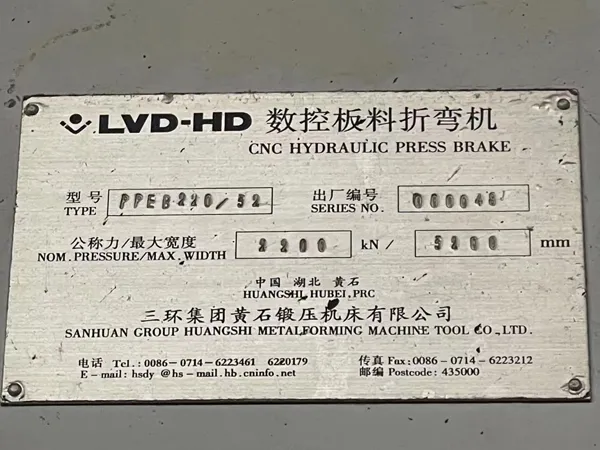 LVD-HD 数控板料折弯机
CNC HYDRAULIC PRESS BRAKE
型号 TYPE PPEB220/52 出厂编号 SERIES NO. 000048
公称力/最大宽度 2200 kN / 5200 mm
NOM.PRESSURE/MAX.WIDTH
中国 湖北 黄石
HUANGSHI,HUBEI,PRC
三环集团黄石锻压机床有限公司
SANHUAN GROUP HUANGSHI METALFORMING MACHINE TOOL CO.,LTD.
电话 Tel.:0086-0714-6223461 6220179 传真 Fax:0086-0714-6223212
E-mail: hsdy @hs-mail.hb.cninfo.net 邮编 Postcode: 435000